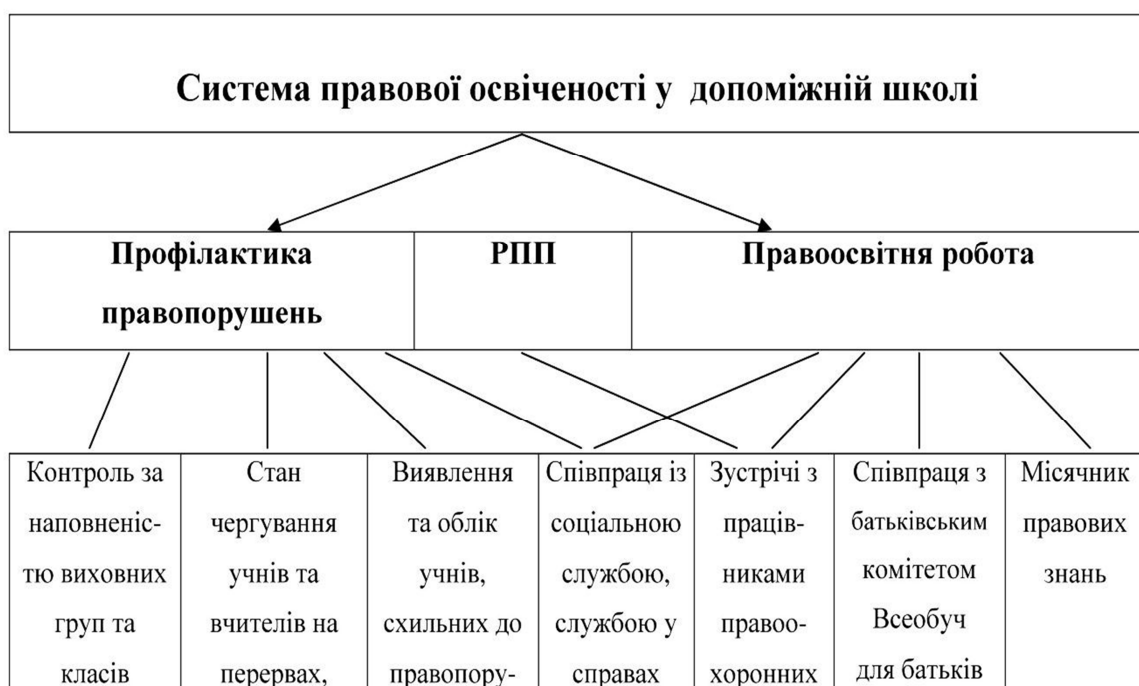 Система правової освіченості у допоміжній школі
Профілактика
правопорушень
РПП
Правоосвітня робота
Контроль за
наповненіс-
тю виховних
груп та
класів
Стан
чергування
учнів та
вчителів на
перервах,
Виявлення
та облік
учнів,
схильних до
правопору-
Співпраця із
соціальною
службою,
службою у
справах
Зустрічі з
праців-
никами
правоо-
хоронних
Співпраця з
батьківським
комітетом
Всеобуч
для батьків
Місячник
правових
знань